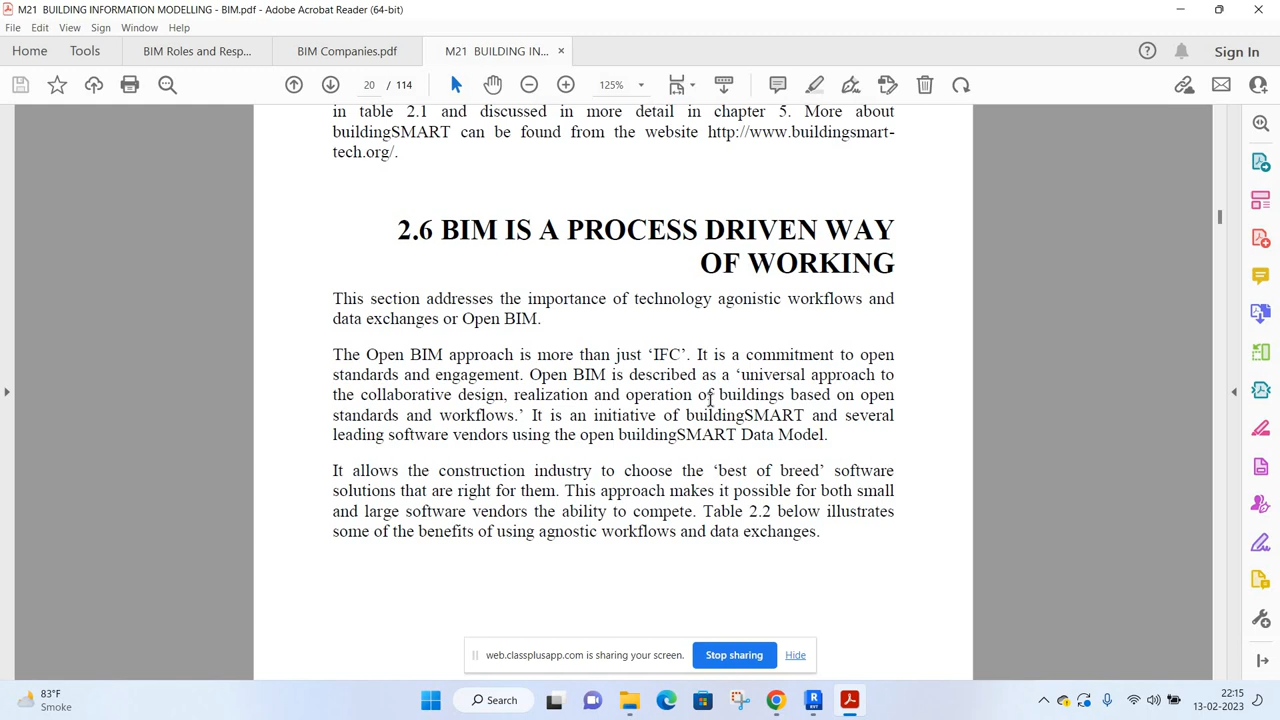 M21 BUILDING INFORMATION MODELLING - BIM.pdf - Adobe Acrobat Reader (64-bit)
File Edit View Sign Window Help
Home Tools BIM Roles and Resp... BIM Companies.pdf M21 BUILDING IN... × Sign In
20 / 114 125%
in table 2.1 and discussed in more detail in chapter 5. More about
buildingSMART can be found from the website http://www.buildingsmart-
tech.org/.
2.6 BIM IS A PROCESS DRIVEN WAY
OF WORKING
This section addresses the importance of technology agonistic workflows and
data exchanges or Open BIM.
The Open BIM approach is more than just ‘IFC’. It is a commitment to open
standards and engagement. Open BIM is described as a ‘universal approach to
the collaborative design, realization and operation of buildings based on open
standards and workflows.’ It is an initiative of buildingSMART and several
leading software vendors using the open buildingSMART Data Model.
It allows the construction industry to choose the ‘best of breed’ software
solutions that are right for them. This approach makes it possible for both small
and large software vendors the ability to compete. Table 2.2 below illustrates
some of the benefits of using agnostic workflows and data exchanges.
web.classplusapp.com is sharing your screen. Stop sharing Hide
83°F
Smoke
Search
22:15
13-02-2023